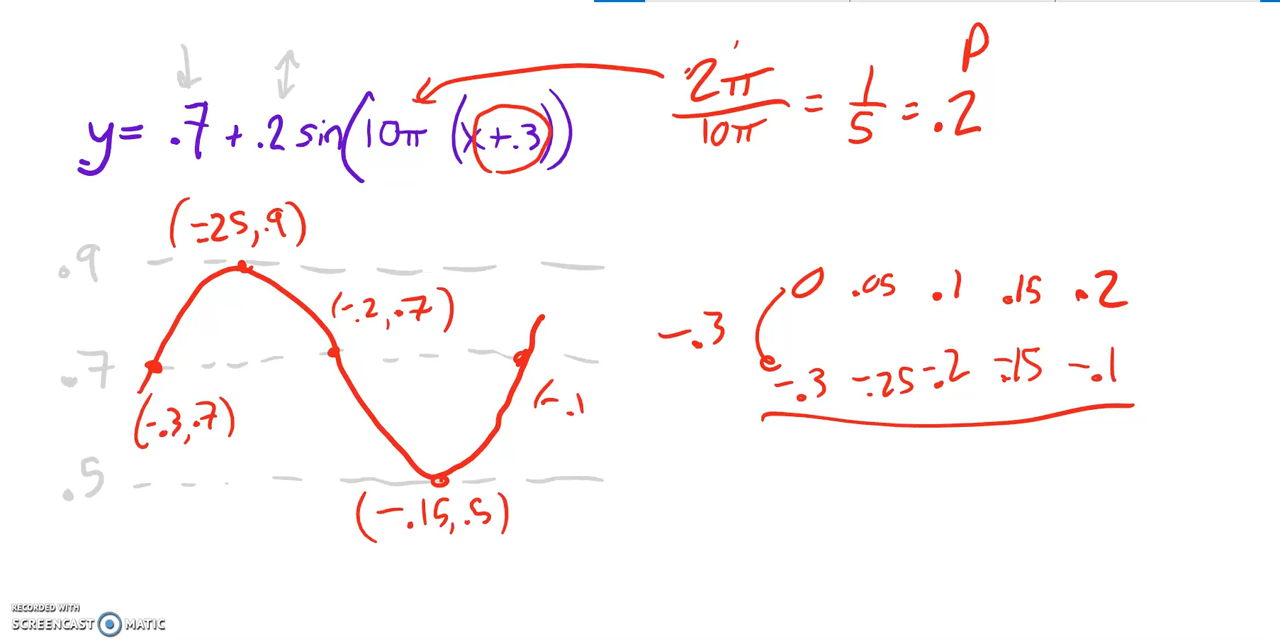 y = .7 + .2 sin(10π (x+.3))
2π/10π = 1/5 = .2
P
(-.25, .9)
.9
(-.2, .7)
.7
(-.3, .7)
(-.1
.5
(-.15, .5)
0 .05 .1 .15 .2
-.3
-.3 -.25 -.2 -.15 -.1
RECORDED WITH
SCREENCAST MATIC